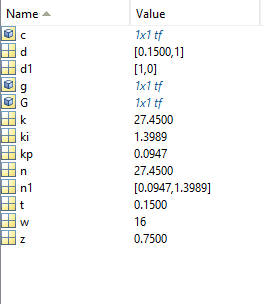 Name Value
c 1x1 tf
d [0.1500,1]
d1 [1,0]
g 1x1 tf
G 1x1 tf
k 27.4500
ki 1.3989
kp 0.0947
n 27.4500
n1 [0.0947,1.3989]
t 0.1500
w 16
z 0.7500